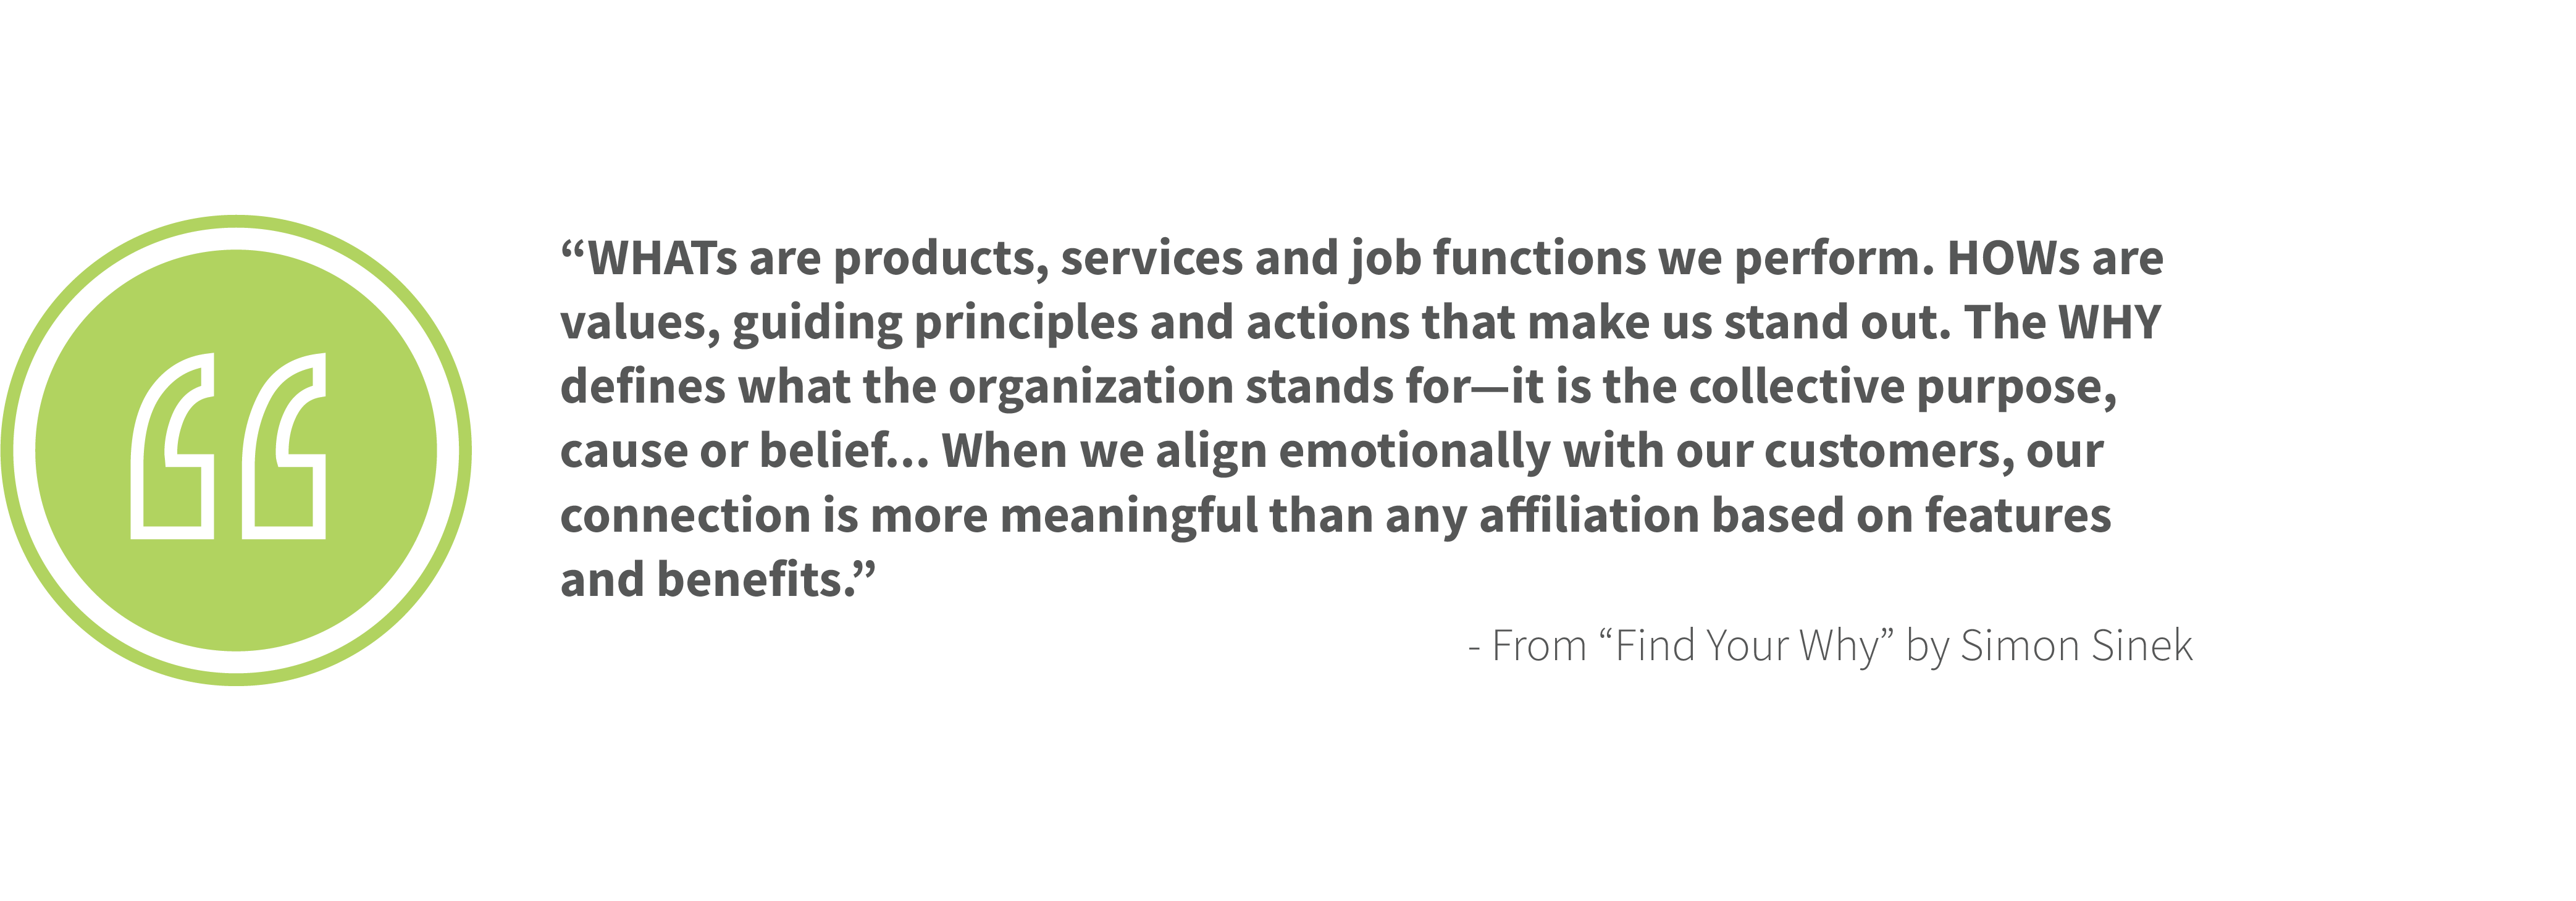 “WHATs are products, services and job functions we perform. HOWs are
values, guiding principles and actions that make us stand out. The WHY
defines what the organization stands for—it is the collective purpose,
cause or belief... When we align emotionally with our customers, our
connection is more meaningful than any affiliation based on features
and benefits.”
- From “Find Your Why” by Simon Sinek